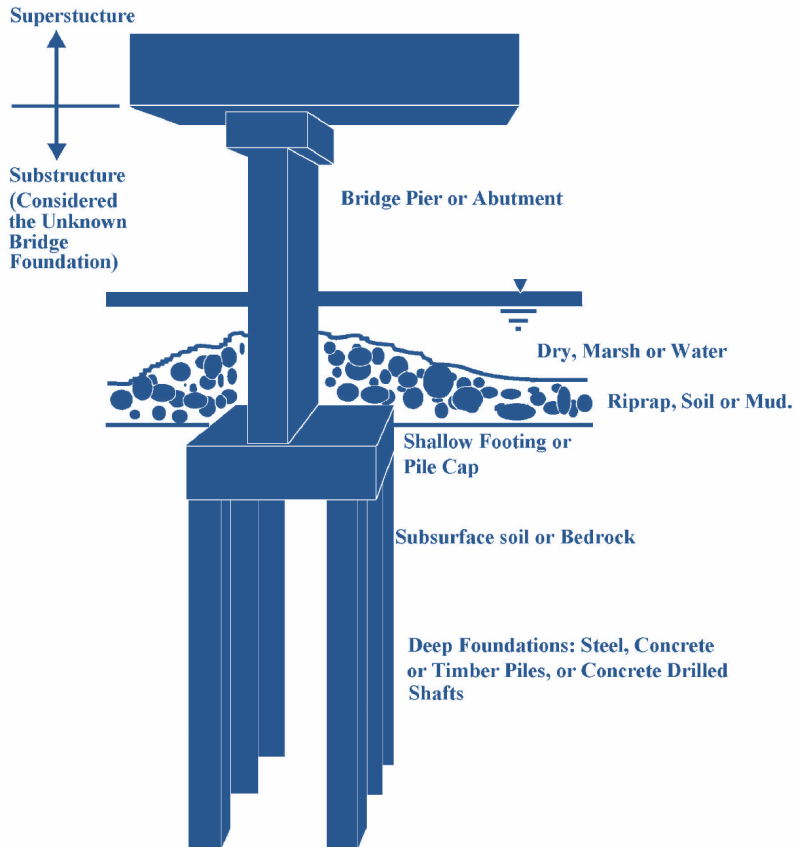 Superstucture
Substructure
(Considered
the Unknown
Bridge
Foundation)
Bridge Pier or Abutment
Dry, Marsh or Water
Riprap, Soil or Mud.
Shallow Footing or
Pile Cap
Subsurface soil or Bedrock
Deep Foundations: Steel, Concrete
or Timber Piles, or Concrete Drilled
Shafts